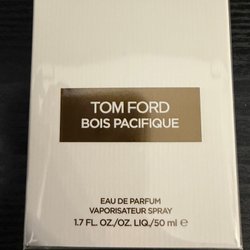 TOM FORD
BOIS PACIFIQUE
EAU DE PARFUM
VAPORISATEUR SPRAY
1.7 FL. OZ./OZ. LIQ./50 ml ℮